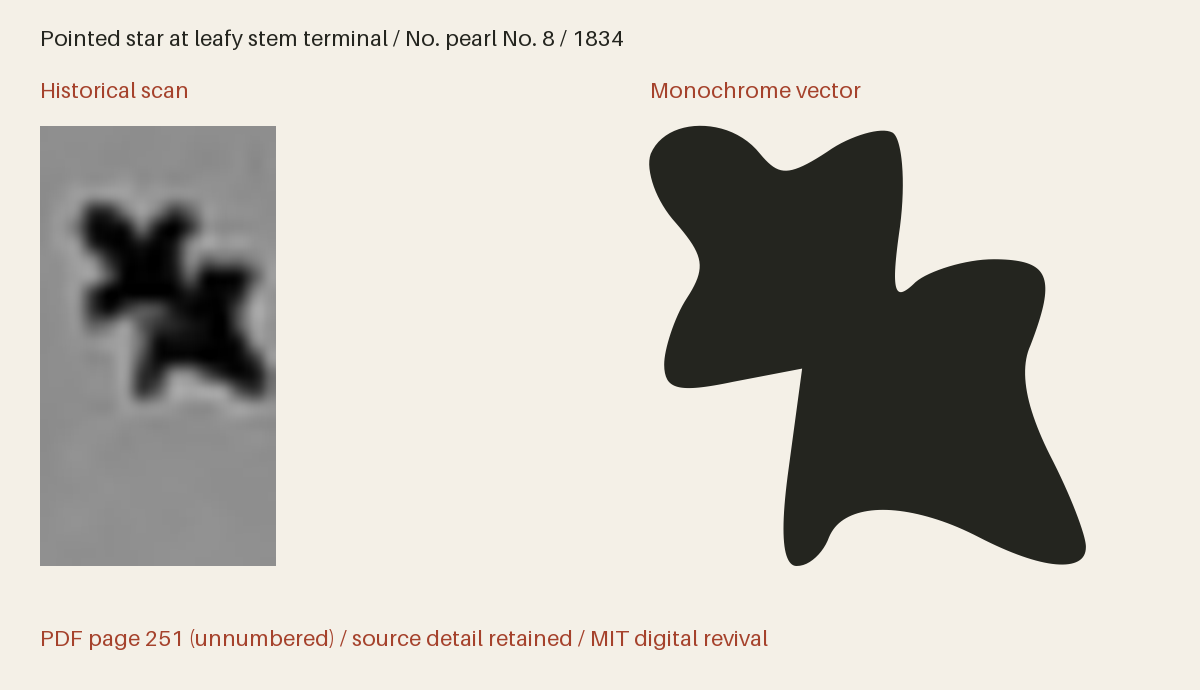 Pointed star at leafy stem terminal / No. pearl No. 8 / 1834
Historical scan
Monochrome vector
PDF page 251 (unnumbered) / source detail retained / MIT digital revival